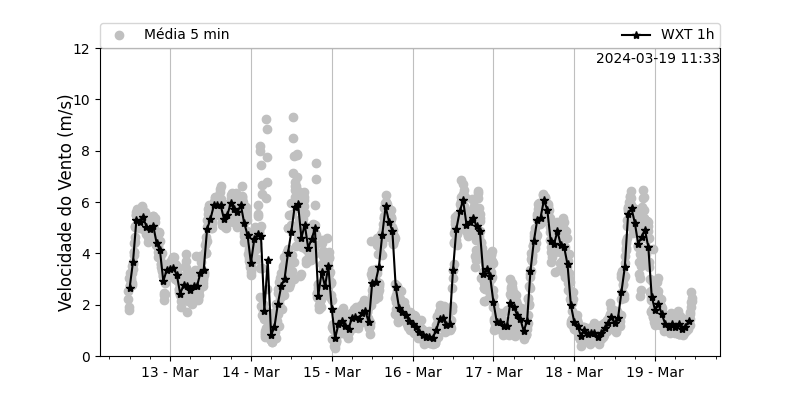 Média 5 min
WXT 1h
2024-03-19 11:33
Velocidade do Vento (m/s)
12
10
8
6
4
2
0
13 - Mar
14 - Mar
15 - Mar
16 - Mar
17 - Mar
18 - Mar
19 - Mar